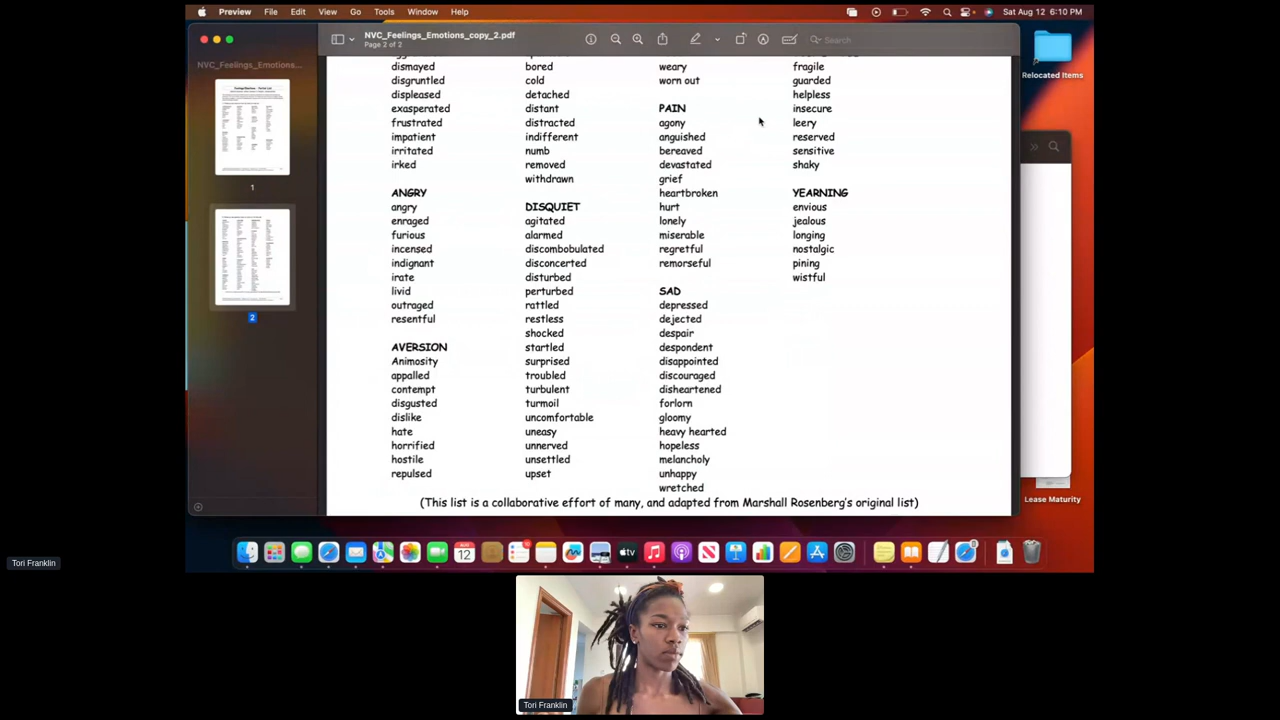 Preview File Edit View Go Tools Window Help
Sat Aug 12 6:10 PM
NVC_Feelings_Emotions_copy_2.pdf
Page 2 of 2
Search
NVC_Feelings_Emotions...
1
2
dismayed
disgruntled
displeased
exasperated
frustrated
impatient
irritated
irked
ANGRY
angry
enraged
furious
incensed
indignant
irate
livid
outraged
resentful
AVERSION
Animosity
appalled
contempt
disgusted
dislike
hate
horrified
hostile
repulsed
bored
cold
detached
distant
distracted
indifferent
numb
removed
withdrawn
DISQUIET
agitated
alarmed
discombobulated
disconcerted
disturbed
perturbed
rattled
restless
shocked
startled
surprised
troubled
turbulent
turmoil
uncomfortable
uneasy
unnerved
unsettled
upset
weary
worn out
PAIN
agony
anguished
bereaved
devastated
grief
heartbroken
hurt
lonely
miserable
regretful
remorseful
SAD
depressed
dejected
despair
despondent
disappointed
discouraged
disheartened
forlorn
gloomy
heavy hearted
hopeless
melancholy
unhappy
wretched
fragile
guarded
helpless
insecure
leery
reserved
sensitive
shaky
YEARNING
envious
jealous
longing
nostalgic
pining
wistful
(This list is a collaborative effort of many, and adapted from Marshall Rosenberg's original list)
Relocated Items
Lease Maturity
AUG
12
tv
Tori Franklin
Tori Franklin